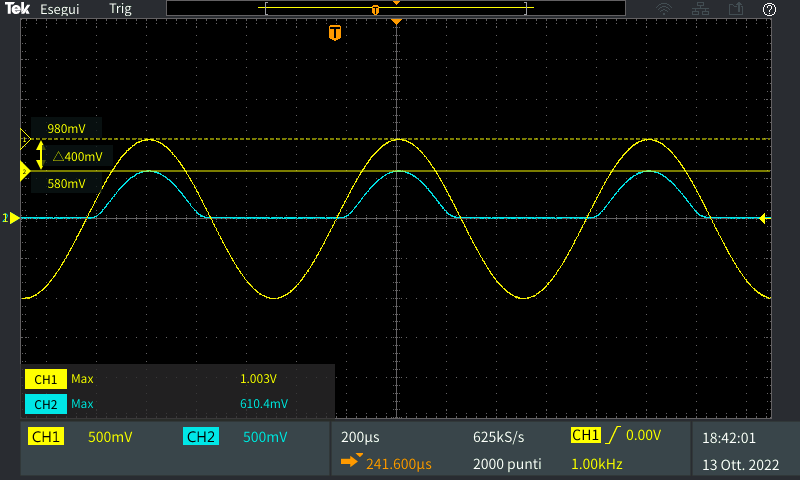 Tek Esegui Trig T
T
980mV
△400mV
580mV
CH1 Max 1.003V
CH2 Max 610.4mV
CH1 500mV CH2 500mV 200µs 625kS/s CH1 0.00V 18:42:01
241.600µs 2000 punti 1.00kHz 13 Ott. 2022